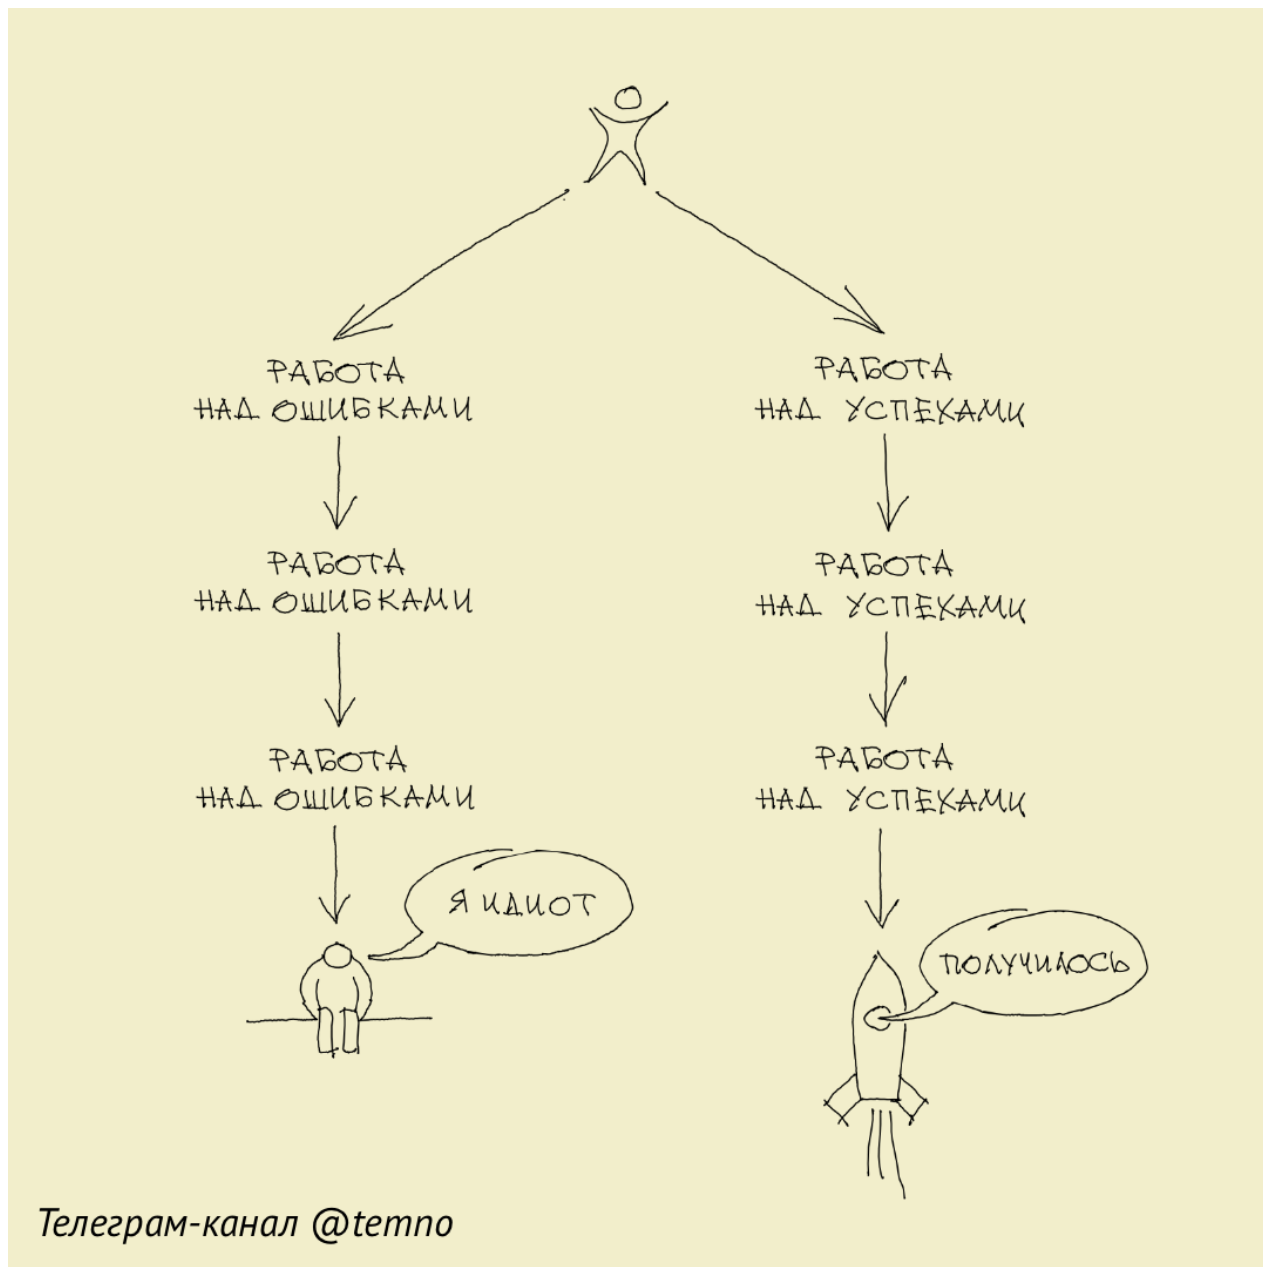 РАБОТА
НАД ОШИБКАМИ
РАБОТА
НАД ОШИБКАМИ
РАБОТА
НАД ОШИБКАМИ
Я ИДИОТ
РАБОТА
НАД УСПЕХАМИ
РАБОТА
НАД УСПЕХАМИ
РАБОТА
НАД УСПЕХАМИ
ПОЛУЧИЛОСЬ
Телеграм-канал @temno